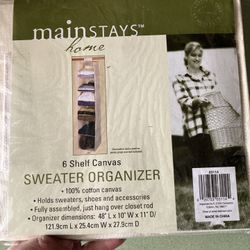 mainstays™
home
6 Shelf Canvas
SWEATER ORGANIZER
• 100% cotton canvas
• Holds sweaters, shoes and accessories
• Fully assembled, just hang over closet rod
• Organizer dimensions: 48" L x 10" W x 11" D/
121.9cm L x 25.4cm W x 27.9cm D
MADE IN CHINA